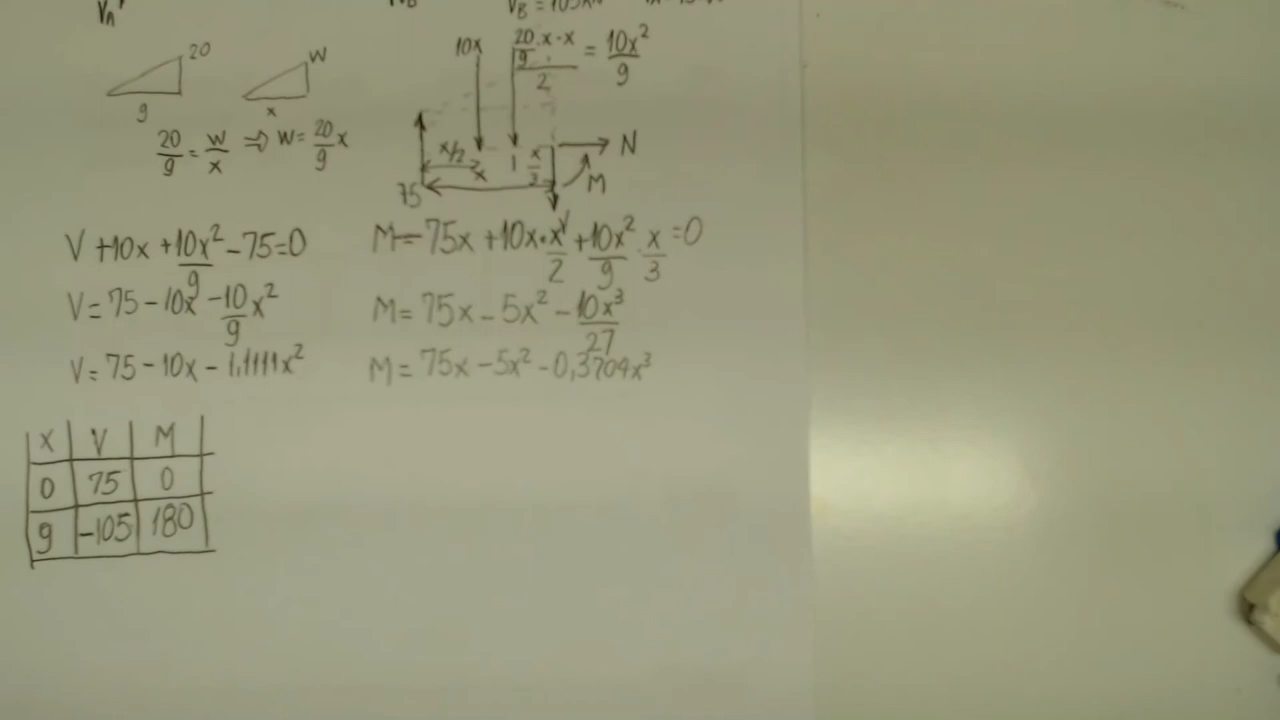 V_B = 105
20
w
9
x
20/9 = w/x ⇒ w = 20/9 x
10x
20/9 . x · x / 2 = 10x²/9
x/2
x
x/3
N
M
75
V
V + 10x + 10x²/9 - 75 = 0
V = 75 - 10x - 10/9 x²
V = 75 - 10x - 1,1111x²
M - 75x + 10x · x/2 + 10x²/9 · x/3 = 0
M = 75x - 5x² - 10x³/27
M = 75x - 5x² - 0,3704x³
x V M
0 75 0
9 -105 180